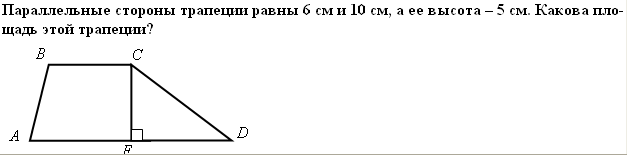 Параллельные стороны трапеции равны 6 см и 10 см, а ее высота – 5 см. Какова пло-
щадь этой трапеции?
B C
A E D